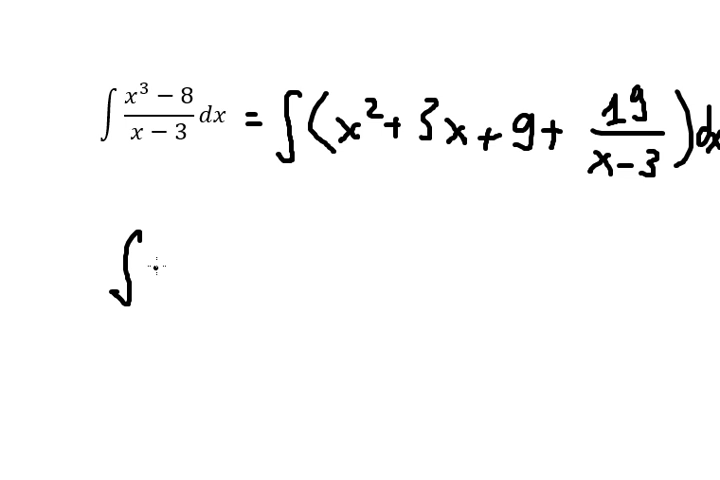 ∫ (x³ − 8)/(x − 3) dx = ∫(x² + 3x + 9 + 19/(x−3))dx
∫